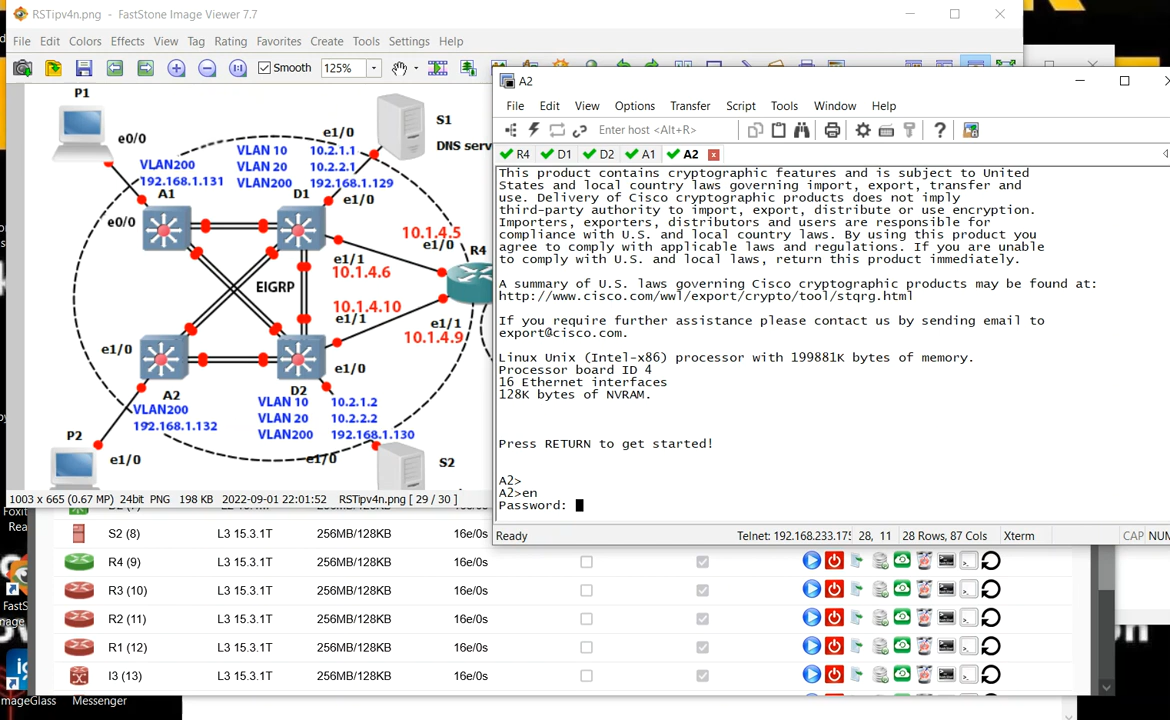 RSTipv4n.png - FastStone Image Viewer 7.7
File Edit Colors Effects View Tag Rating Favorites Create Tools Settings Help
Smooth 125%
P1
e0/0
VLAN200
192.168.1.131
A1
e0/0
VLAN 10 10.2.1.1
VLAN 20 10.2.2.1
VLAN200 192.168.1.129
D1
e1/0
S1
DNS serv
e1/0
10.1.4.5
e1/0
R4
e1/1
10.1.4.6
EIGRP
10.1.4.10
e1/1
e1/1
10.1.4.9
e1/0
A2
VLAN200
192.168.1.132
e1/0
D2
VLAN 10 10.2.1.2
VLAN 20 10.2.2.2
VLAN200 192.168.1.130
P2
e1/0
e1/0
S2
1003 x 665 (0.67 MP) 24bit PNG 198 KB 2022-09-01 22:01:52 RSTipv4n.png [ 29 / 30 ]
A2
File Edit View Options Transfer Script Tools Window Help
Enter host <Alt+R>
R4 D1 D2 A1 A2
This product contains cryptographic features and is subject to United
States and local country laws governing import, export, transfer and
use. Delivery of Cisco cryptographic products does not imply
third-party authority to import, export, distribute or use encryption.
Importers, exporters, distributors and users are responsible for
compliance with U.S. and local country laws. By using this product you
agree to comply with applicable laws and regulations. If you are unable
to comply with U.S. and local laws, return this product immediately.
A summary of U.S. laws governing Cisco cryptographic products may be found at:
http://www.cisco.com/wwl/export/crypto/tool/stqrg.html
If you require further assistance please contact us by sending email to
export@cisco.com.
Linux Unix (Intel-x86) processor with 199881K bytes of memory.
Processor board ID 4
16 Ethernet interfaces
128K bytes of NVRAM.
Press RETURN to get started!
A2>
A2>en
Password:
Ready Telnet: 192.168.233.175 28, 11 28 Rows, 87 Cols Xterm CAP NUM
S2 (8) L3 15.3.1T 256MB/128KB 16e/0s
R4 (9) L3 15.3.1T 256MB/128KB 16e/0s
R3 (10) L3 15.3.1T 256MB/128KB 16e/0s
R2 (11) L3 15.3.1T 256MB/128KB 16e/0s
R1 (12) L3 15.3.1T 256MB/128KB 16e/0s
I3 (13) L3 15.3.1T 256MB/128KB 16e/0s
Foxit
Rea
FastS
Image
ig
mageGlass
Messenger